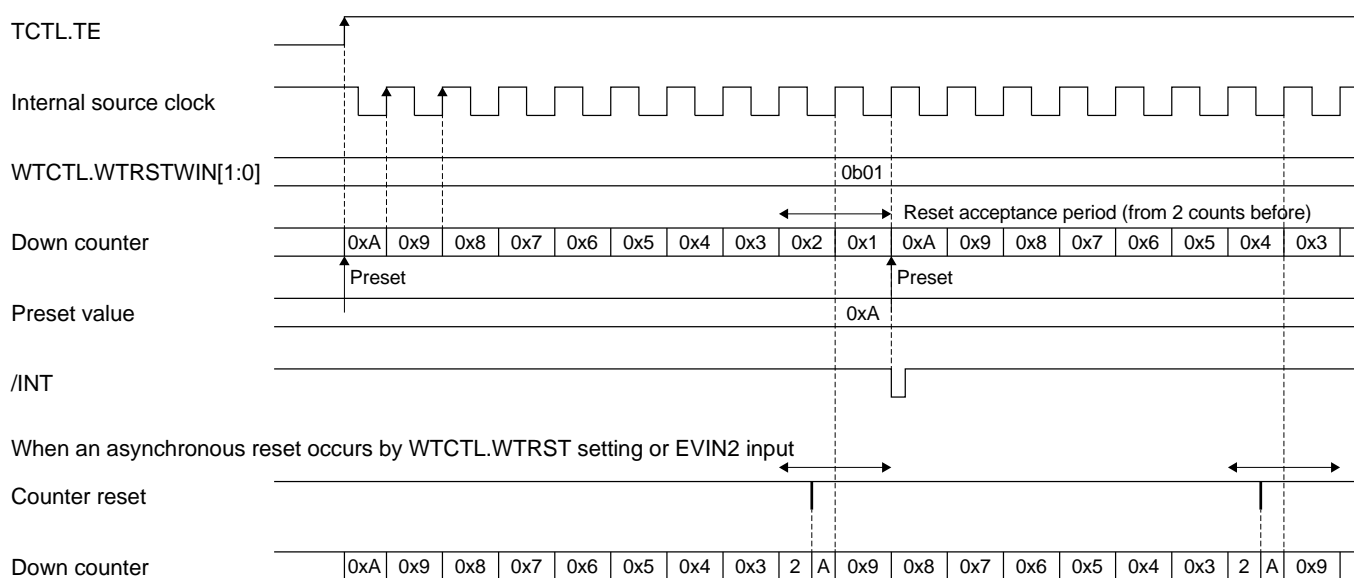 TCTL.TE
Internal source clock
WTCTL.WTRSTWIN[1:0] 0b01
Reset acceptance period (from 2 counts before)
Down counter 0xA 0x9 0x8 0x7 0x6 0x5 0x4 0x3 0x2 0x1 0xA 0x9 0x8 0x7 0x6 0x5 0x4 0x3
Preset Preset
Preset value 0xA
/INT
When an asynchronous reset occurs by WTCTL.WTRST setting or EVIN2 input
Counter reset
Down counter 0xA 0x9 0x8 0x7 0x6 0x5 0x4 0x3 2 A 0x9 0x8 0x7 0x6 0x5 0x4 0x3 2 A 0x9